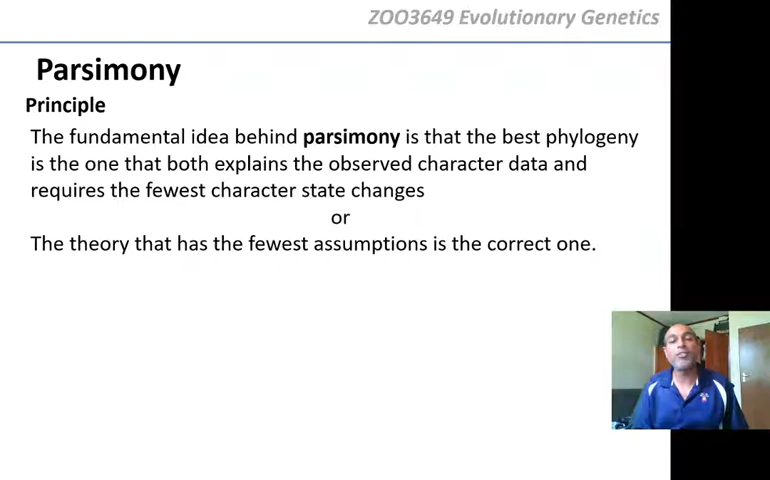 ZOO3649 Evolutionary Genetics
Parsimony
Principle
The fundamental idea behind parsimony is that the best phylogeny
is the one that both explains the observed character data and
requires the fewest character state changes
or
The theory that has the fewest assumptions is the correct one.